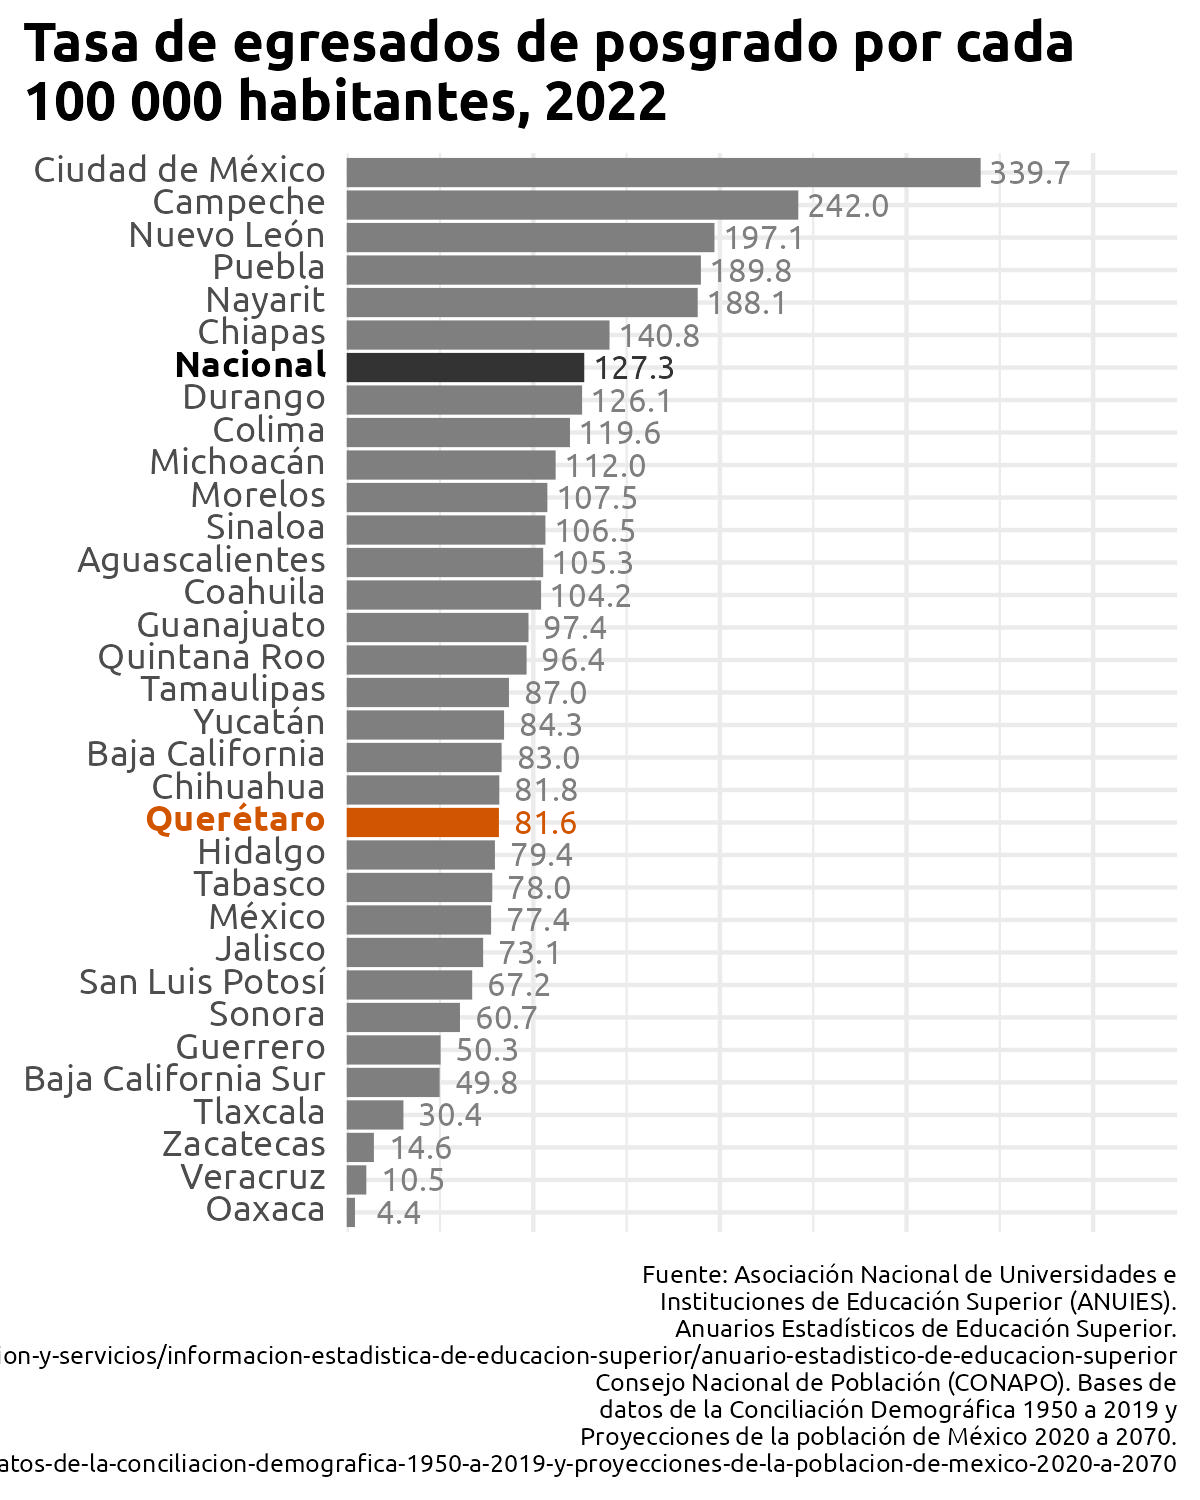 Tasa de egresados de posgrado por cada
100 000 habitantes, 2022
Ciudad de México 339.7
Campeche 242.0
Nuevo León 197.1
Puebla 189.8
Nayarit 188.1
Chiapas 140.8
Nacional 127.3
Durango 126.1
Colima 119.6
Michoacán 112.0
Morelos 107.5
Sinaloa 106.5
Aguascalientes 105.3
Coahuila 104.2
Guanajuato 97.4
Quintana Roo 96.4
Tamaulipas 87.0
Yucatán 84.3
Baja California 83.0
Chihuahua 81.8
Querétaro 81.6
Hidalgo 79.4
Tabasco 78.0
México 77.4
Jalisco 73.1
San Luis Potosí 67.2
Sonora 60.7
Guerrero 50.3
Baja California Sur 49.8
Tlaxcala 30.4
Zacatecas 14.6
Veracruz 10.5
Oaxaca 4.4
Fuente: Asociación Nacional de Universidades e
Instituciones de Educación Superior (ANUIES).
Anuarios Estadísticos de Educación Superior.
ion-y-servicios/informacion-estadistica-de-educacion-superior/anuario-estadistico-de-educacion-superior
Consejo Nacional de Población (CONAPO). Bases de
datos de la Conciliación Demográfica 1950 a 2019 y
Proyecciones de la población de México 2020 a 2070.
atos-de-la-conciliacion-demografica-1950-a-2019-y-proyecciones-de-la-poblacion-de-mexico-2020-a-2070